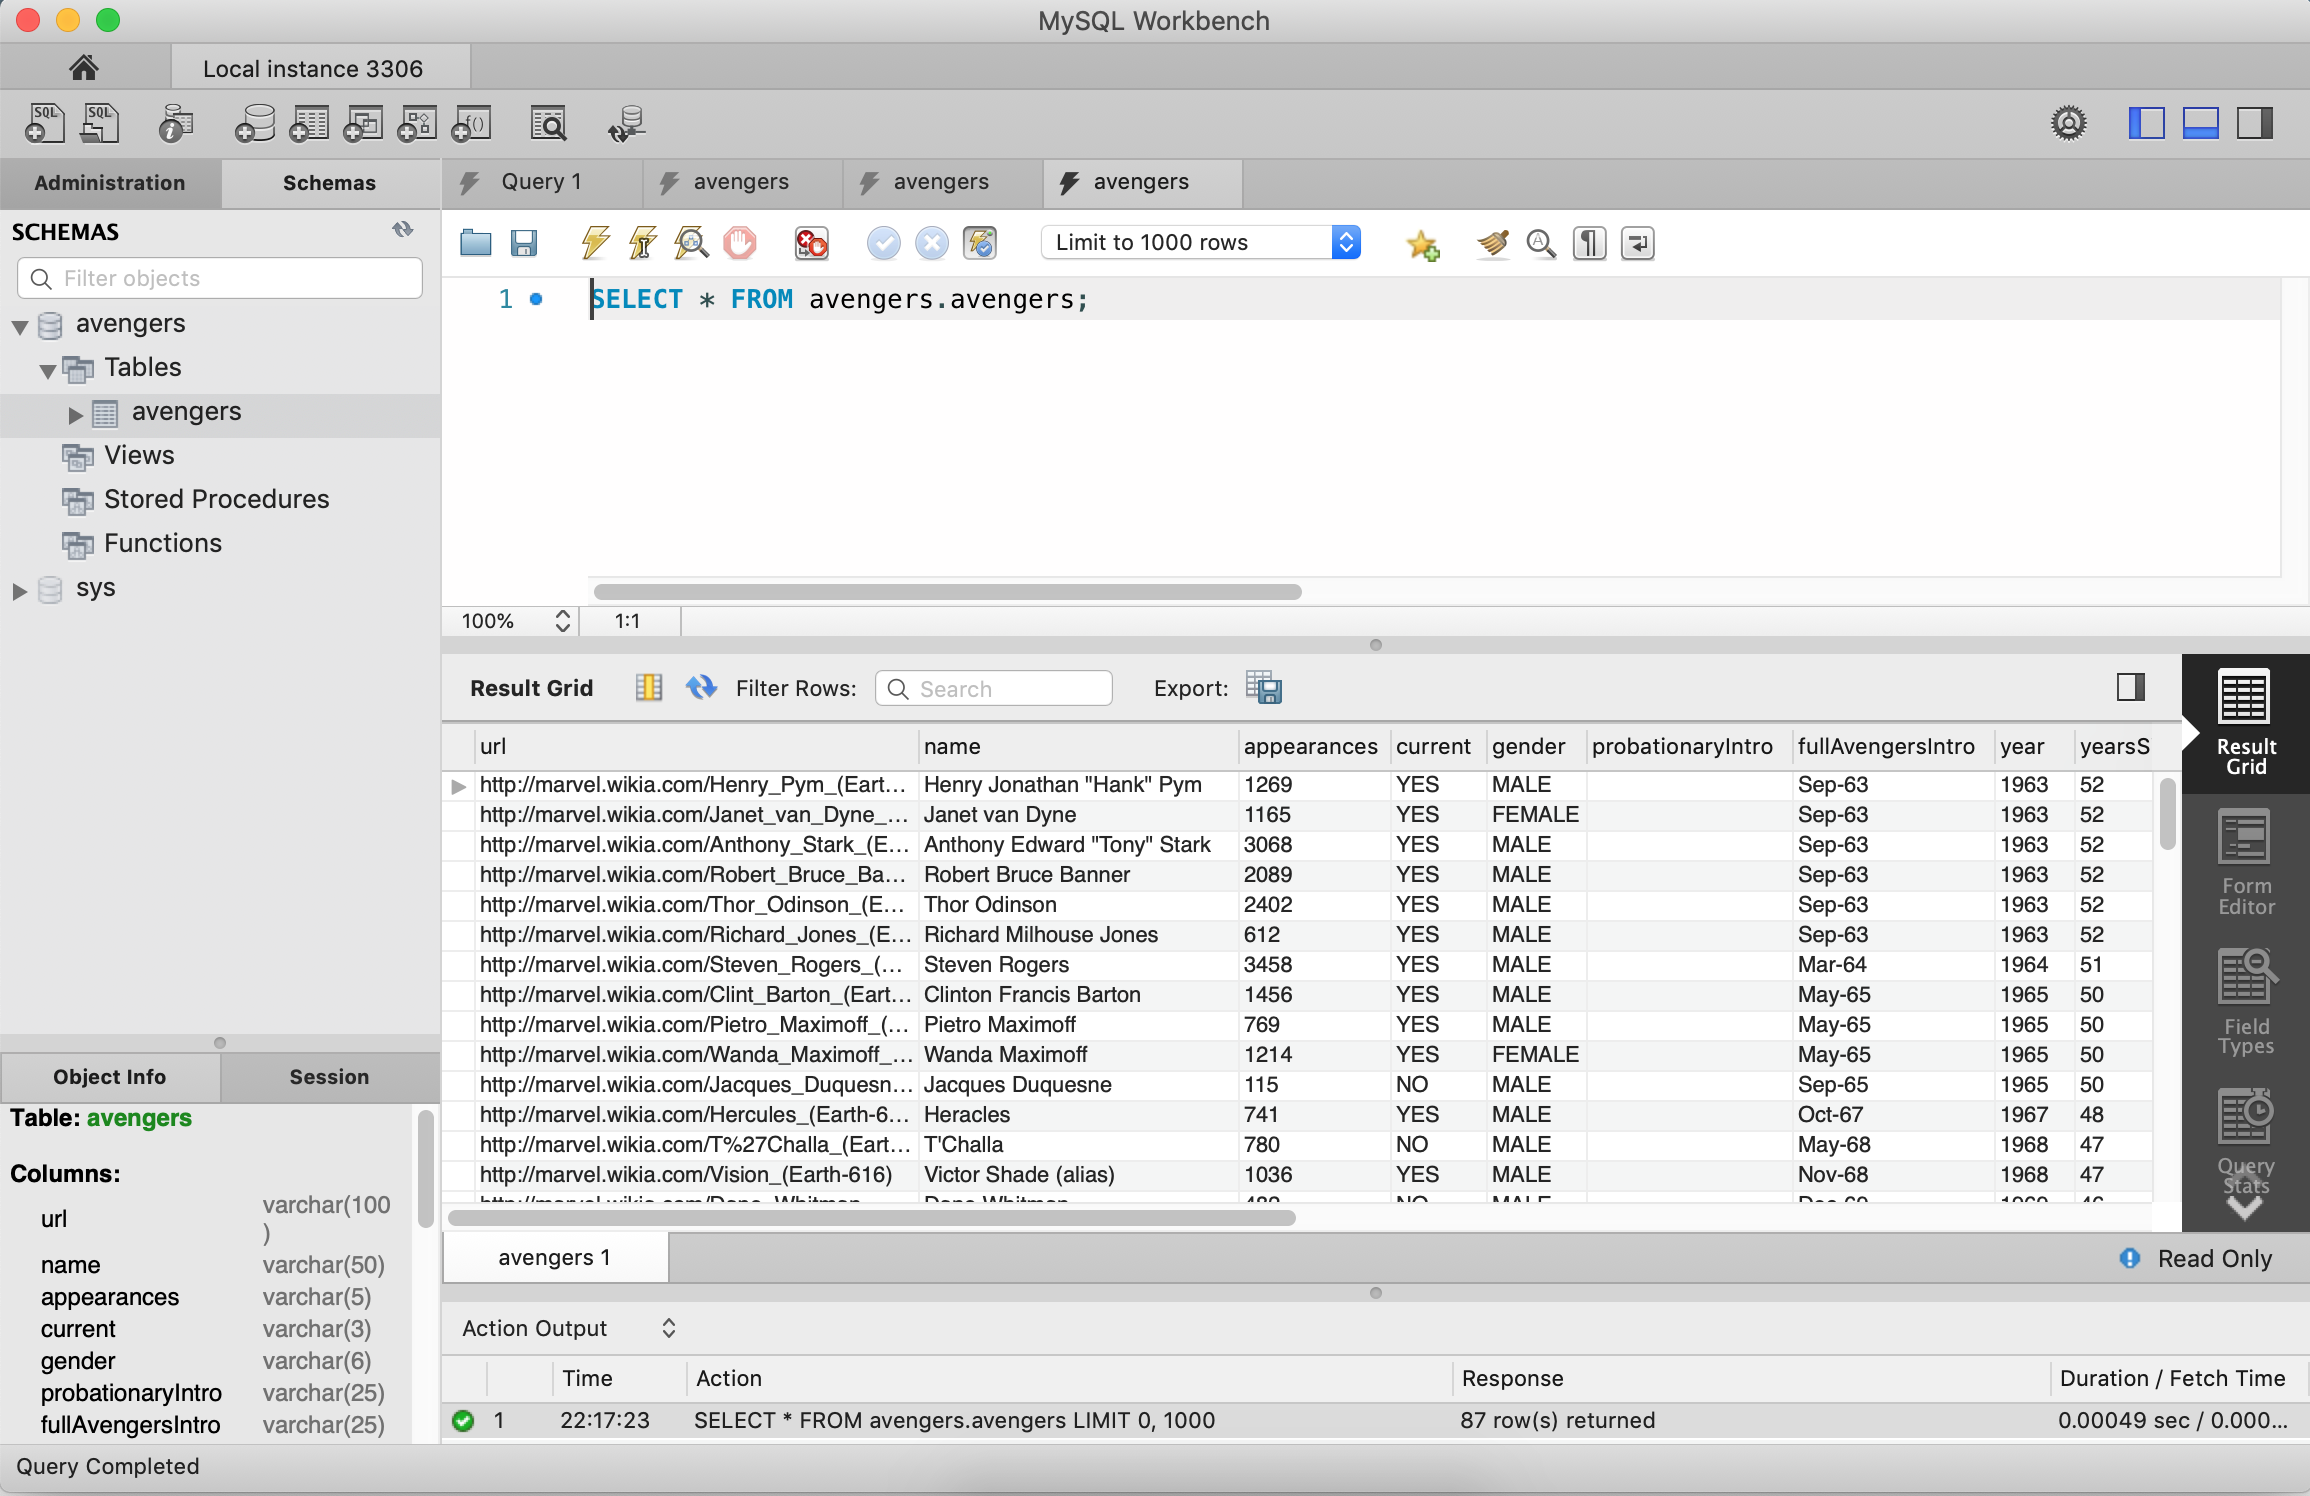 MySQL Workbench
Local instance 3306
SQL SQL f()
Administration Schemas Query 1 avengers avengers avengers
SCHEMAS
Filter objects
avengers
Tables
avengers
Views
Stored Procedures
Functions
sys
Limit to 1000 rows
1 SELECT * FROM avengers.avengers;
100% 1:1
Result Grid Filter Rows: Search Export:
url name appearances current gender probationaryIntro fullAvengersIntro year yearsS
http://marvel.wikia.com/Henry_Pym_(Eart... Henry Jonathan "Hank" Pym 1269 YES MALE Sep-63 1963 52
http://marvel.wikia.com/Janet_van_Dyne_... Janet van Dyne 1165 YES FEMALE Sep-63 1963 52
http://marvel.wikia.com/Anthony_Stark_(E... Anthony Edward "Tony" Stark 3068 YES MALE Sep-63 1963 52
http://marvel.wikia.com/Robert_Bruce_Ba... Robert Bruce Banner 2089 YES MALE Sep-63 1963 52
http://marvel.wikia.com/Thor_Odinson_(E... Thor Odinson 2402 YES MALE Sep-63 1963 52
http://marvel.wikia.com/Richard_Jones_(E... Richard Milhouse Jones 612 YES MALE Sep-63 1963 52
http://marvel.wikia.com/Steven_Rogers_(... Steven Rogers 3458 YES MALE Mar-64 1964 51
http://marvel.wikia.com/Clint_Barton_(Eart... Clinton Francis Barton 1456 YES MALE May-65 1965 50
http://marvel.wikia.com/Pietro_Maximoff_(... Pietro Maximoff 769 YES MALE May-65 1965 50
http://marvel.wikia.com/Wanda_Maximoff_... Wanda Maximoff 1214 YES FEMALE May-65 1965 50
http://marvel.wikia.com/Jacques_Duquesn... Jacques Duquesne 115 NO MALE Sep-65 1965 50
http://marvel.wikia.com/Hercules_(Earth-6... Heracles 741 YES MALE Oct-67 1967 48
http://marvel.wikia.com/T%27Challa_(Eart... T'Challa 780 NO MALE May-68 1968 47
http://marvel.wikia.com/Vision_(Earth-616) Victor Shade (alias) 1036 YES MALE Nov-68 1968 47
Result
Grid
Form
Editor
Field
Types
Query
Stats
avengers 1 Read Only
Object Info Session
Table: avengers
Columns:
url varchar(100
)
name varchar(50)
appearances varchar(5)
current varchar(3)
gender varchar(6)
probationaryIntro varchar(25)
fullAvengersIntro varchar(25)
Action Output
Time Action Response Duration / Fetch Time
1 22:17:23 SELECT * FROM avengers.avengers LIMIT 0, 1000 87 row(s) returned 0.00049 sec / 0.000...
Query Completed